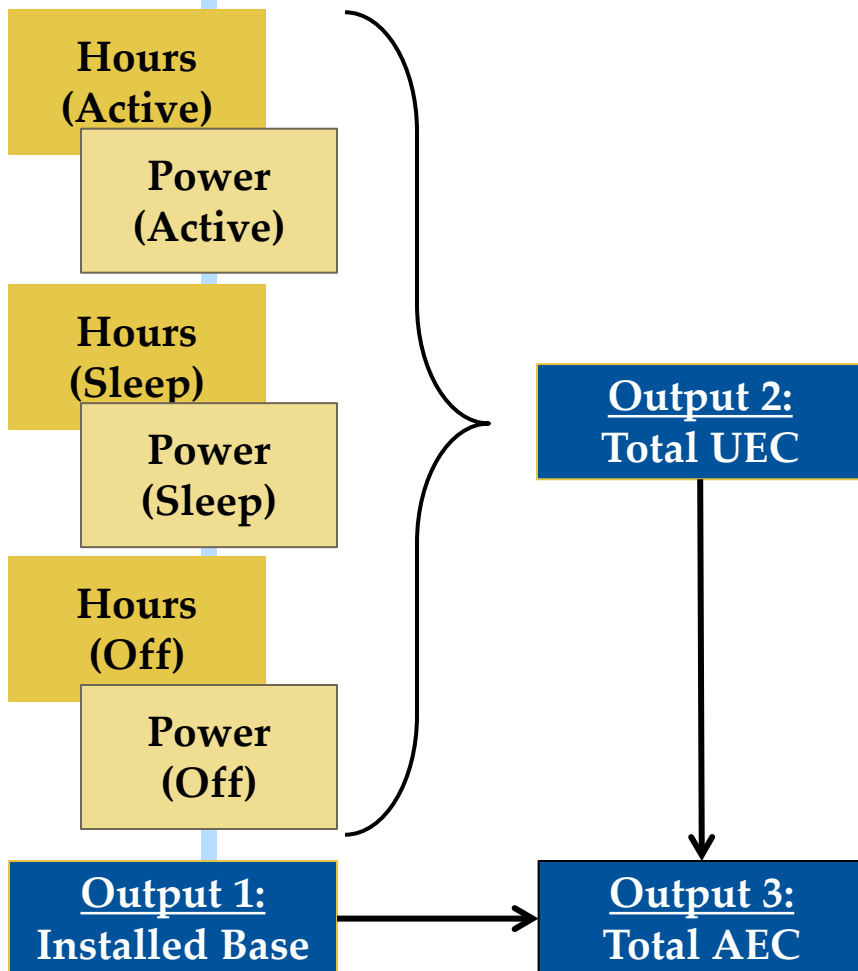 Hours
(Active)
Power
(Active)
Hours
(Sleep)
Power
(Sleep)
Hours
(Off)
Power
(Off)
Output 2:
Total UEC
Output 1:
Installed Base
Output 3:
Total AEC